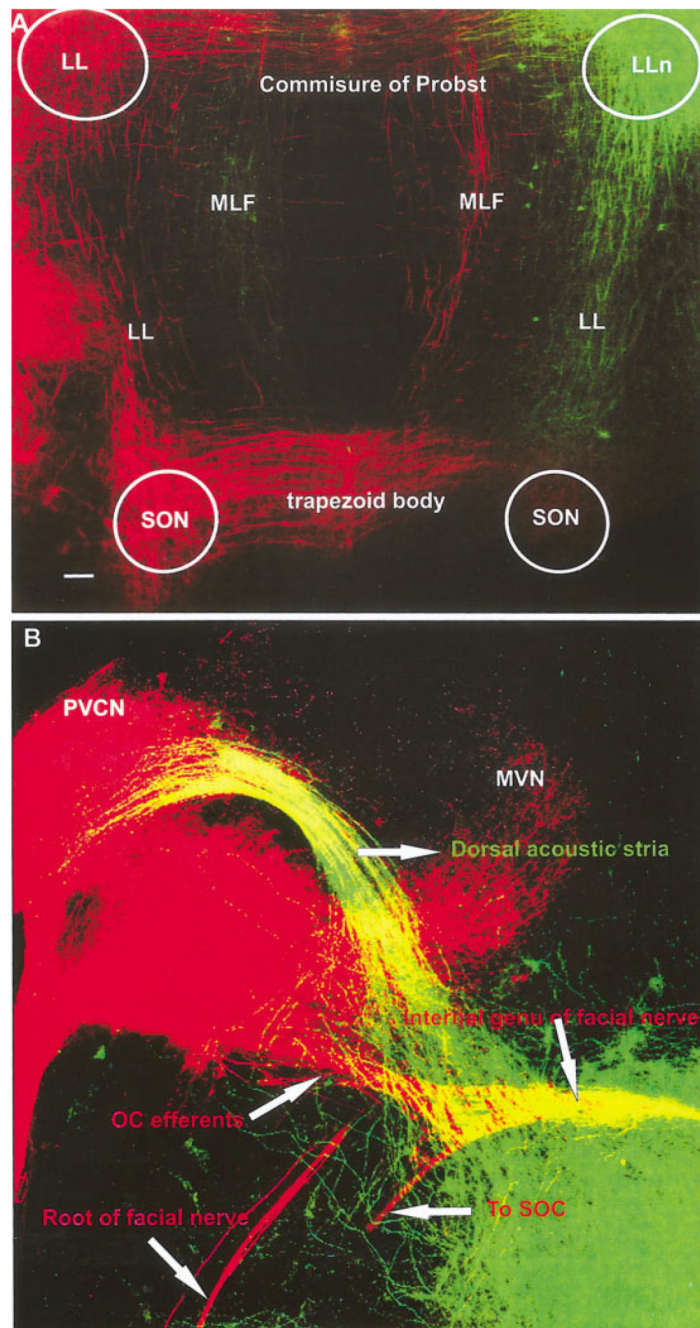 A
LL
LLn
Commisure of Probst
MLF
MLF
LL
LL
trapezoid body
SON
SON
B
PVCN
MVN
Dorsal acoustic stria
Internal genu of facial nerve
OC efferents
Root of facial nerve
To SOC